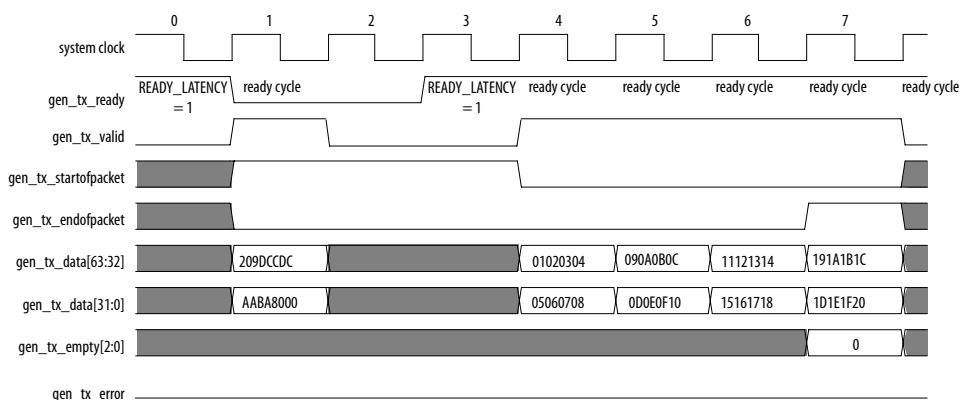 0 1 2 3 4 5 6 7
system clock
READY_LATENCY ready cycle READY_LATENCY ready cycle ready cycle ready cycle ready cycle ready cycle
gen_tx_ready
= 1 = 1
gen_tx_valid
gen_tx_startofpacket
gen_tx_endofpacket
gen_tx_data[63:32] 209DCCDC 01020304 090A0B0C 11121314 191A1B1C
gen_tx_data[31:0] AABA8000 05060708 0D0E0F10 15161718 1D1E1F20
gen_tx_empty[2:0] 0
gen_tx_error